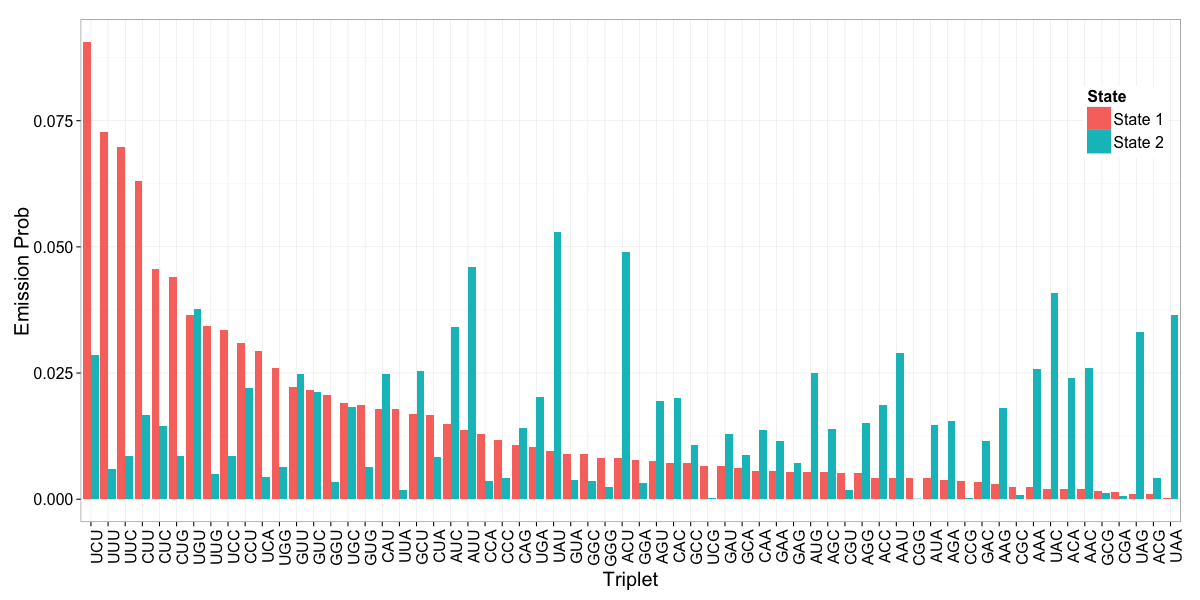 State
State 1
State 2
0.075
0.050
0.025
0.000
Emission Prob
UCU UUU UUC CUU CUC CUG UGU UUG UCC CCU UCA UGG GUU GUC GGU UGC GUG CAU UUA GCU CUA AUC AUU CCA CCC CAG UGA UAU GUA GGC GGG ACU GGA AGU CAC GCC UCG GAU GCA CAA GAA GAG AUG AGC CGU AGG ACC AAU CGG AUA AGA CCG GAC AAG CGC AAA UAC ACA AAC GCG CGA UAG ACG UAA
Triplet